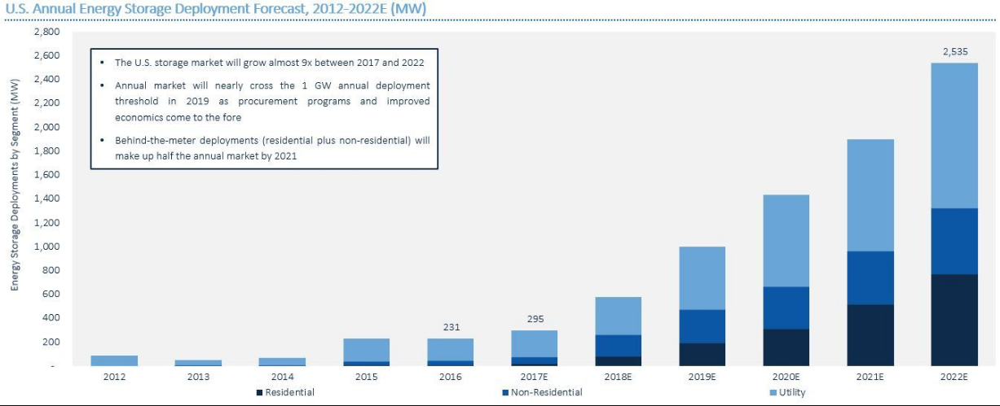 U.S. Annual Energy Storage Deployment Forecast, 2012-2022E (MW)
Energy Storage Deployments by Segment (MW)
2,800
2,600
2,400
2,200
2,000
1,800
1,600
1,400
1,200
1,000
800
600
400
200
-
• The U.S. storage market will grow almost 9x between 2017 and 2022
• Annual market will nearly cross the 1 GW annual deployment
threshold in 2019 as procurement programs and improved
economics come to the fore
• Behind-the-meter deployments (residential plus non-residential) will
make up half the annual market by 2021
231
295
2,535
2012 2013 2014 2015 2016 2017E 2018E 2019E 2020E 2021E 2022E
Residential Non-Residential Utility